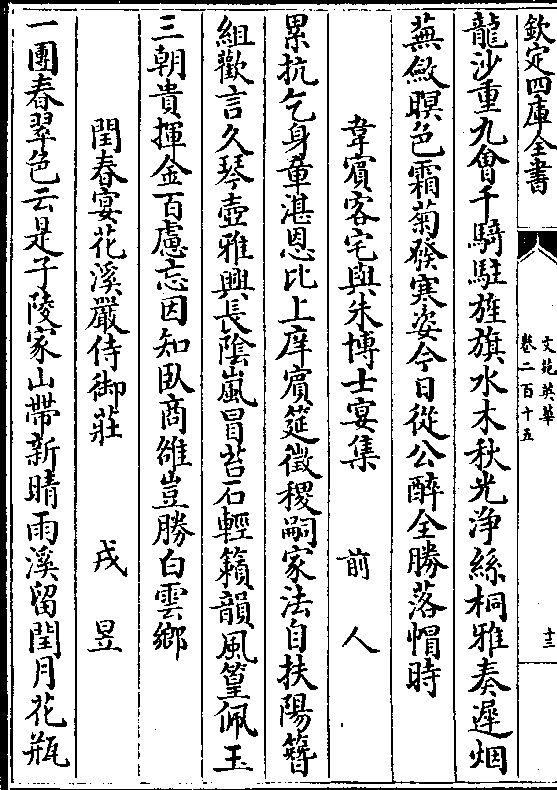 欽定四庫全書
文苑英華
卷二百十五
十三
龍沙重九會千騎駐旌旗水木秋光浄絲桐雅奏遲烟
蕪斂暝色霜菊發寒姿今日從公醉全勝落帽時
韋賔客宅與朱博士宴集　前人
累抗乞身章湛恩比上庠賔筵徵稷嗣家法自扶陽簪
組歡言久琴壺雅興長陰嵐冒苔石輕籟韻風篁佩玉
三朝貴揮金百慮忘因知臥商雒豈勝白雲鄉
閏春宴花溪嚴侍御莊　戎昱
一團春翠色云是子陵家山帶新晴雨溪留閏月花瓶